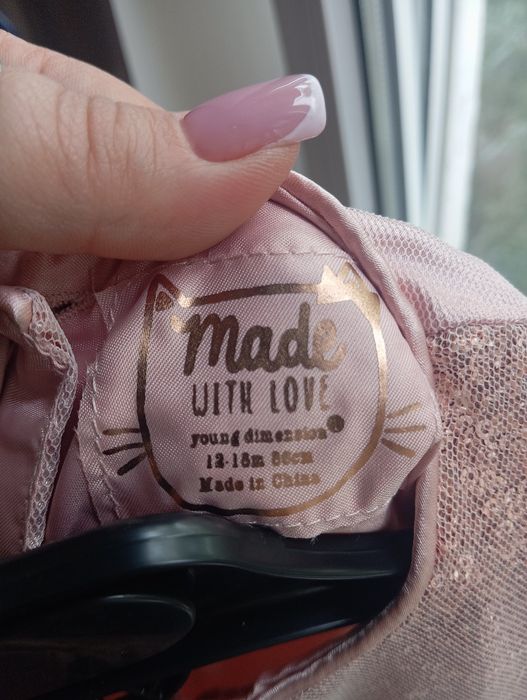 made
WITH LOVE
young dimension®
12-18m 86cm
Made in China